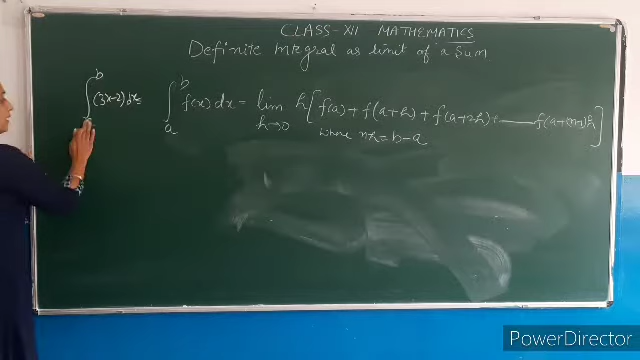 CLASS-XII MATHEMATICS
Definite Integral as limit of a Sum
∫ b (3x-2)dx=
∫ₐᵇ f(x) dx = lim h→0 h[f(a)+f(a+h)+f(a+2h)+——f(a+(n-1)h]
where nh=b-a
PowerDirector